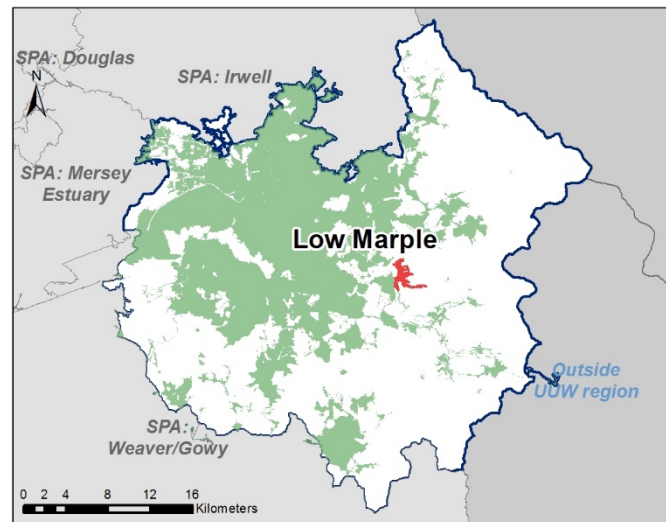 SPA: Douglas
N
SPA: Irwell
SPA: Mersey
Estuary
Low Marple
Outside
UUW region
SPA:
Weaver/Gowy
0 2 4 8 12 16
Kilometers